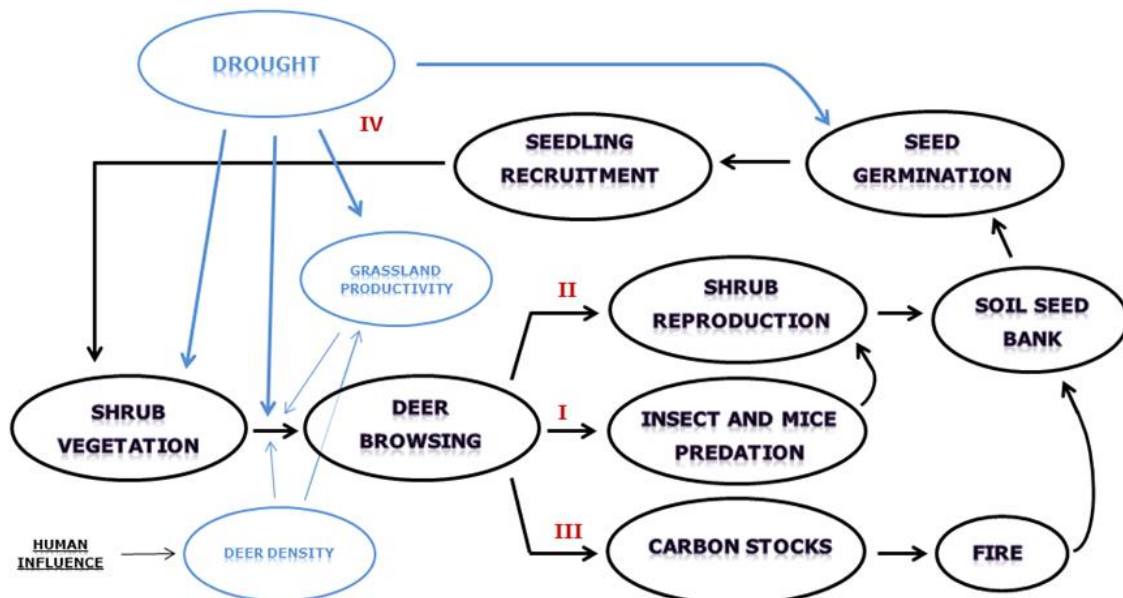 DROUGHT
IV
SEEDLING
RECRUITMENT
SEED
GERMINATION
GRASSLAND
PRODUCTIVITY
II
SHRUB
REPRODUCTION
SOIL SEED
BANK
SHRUB
VEGETATION
DEER
BROWSING
I
INSECT AND MICE
PREDATION
HUMAN
INFLUENCE
DEER DENSITY
III
CARBON STOCKS
FIRE